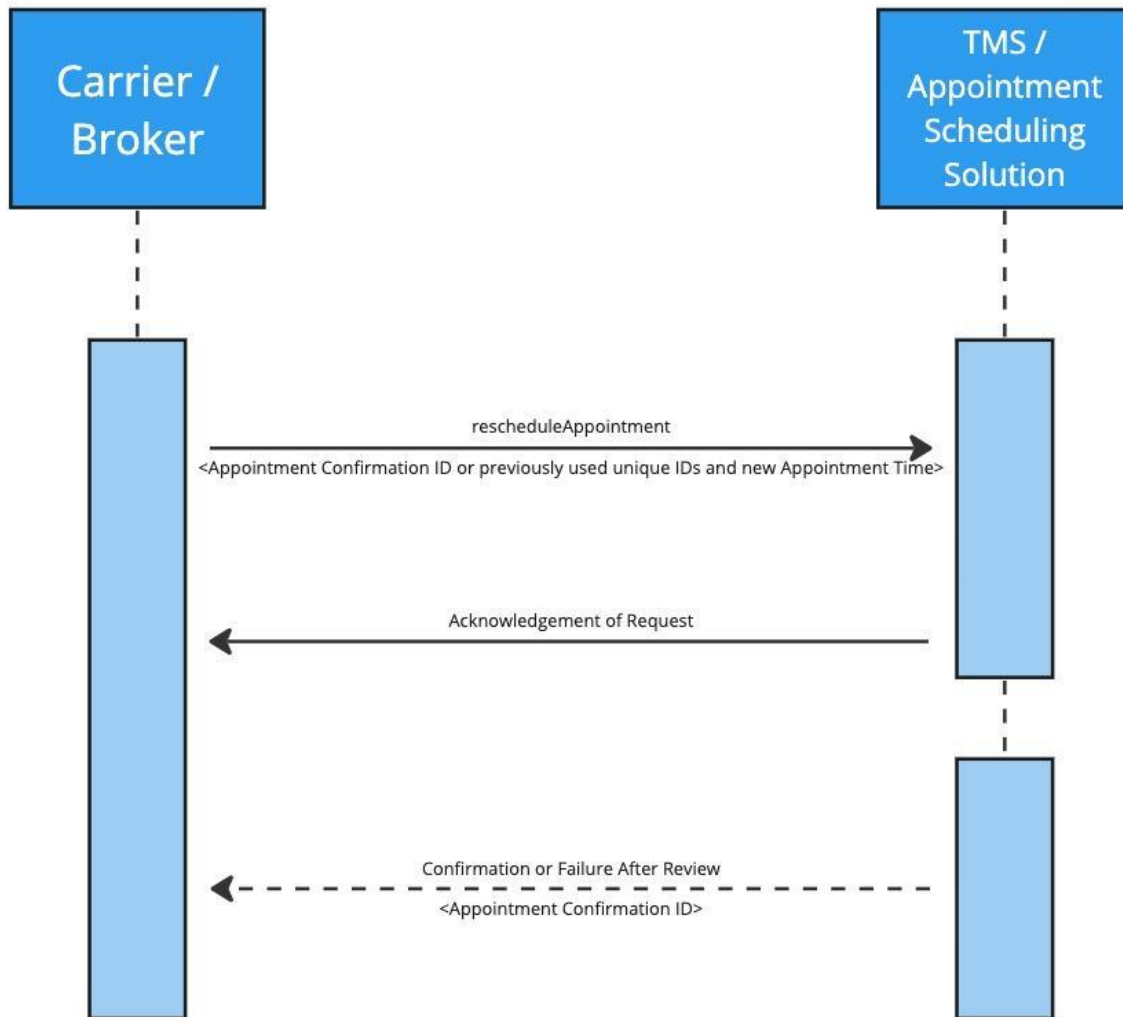 Carrier /
Broker
TMS /
Appointment
Scheduling
Solution
rescheduleAppointment
<Appointment Confirmation ID or previously used unique IDs and new Appointment Time>
Acknowledgement of Request
Confirmation or Failure After Review
<Appointment Confirmation ID>